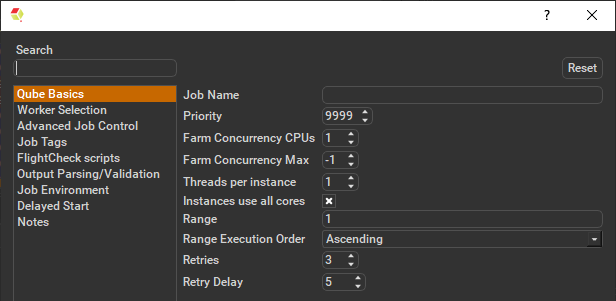 ?
Search
Reset
Qube Basics
Worker Selection
Advanced Job Control
Job Tags
FlightCheck scripts
Output Parsing/Validation
Job Environment
Delayed Start
Notes
Job Name
Priority 9999
Farm Concurrency CPUs 1
Farm Concurrency Max -1
Threads per instance 1
Instances use all cores
Range 1
Range Execution Order Ascending
Retries 3
Retry Delay 5